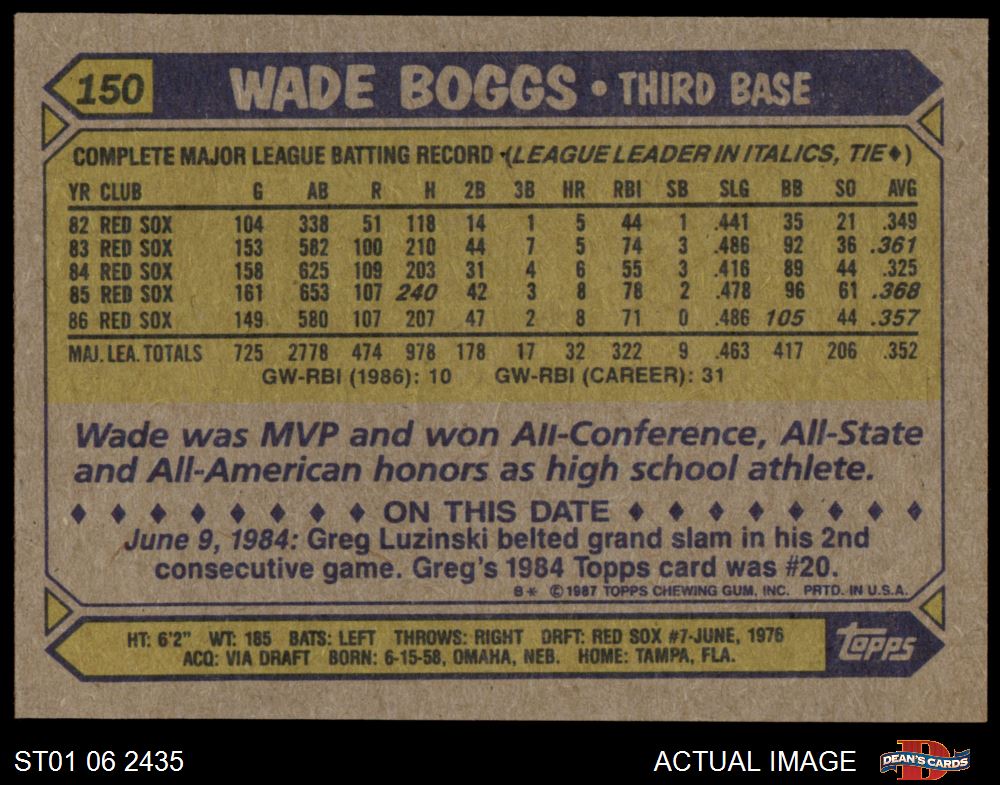 150 WADE BOGGS • THIRD BASE
COMPLETE MAJOR LEAGUE BATTING RECORD (LEAGUE LEADER IN ITALICS, TIE♦)
YR CLUB G AB R H 2B 3B HR RBI SB SLG BB SO AVG
82 RED SOX 104 338 51 118 14 1 5 44 1 .441 35 21 .349
83 RED SOX 153 582 100 210 44 7 5 74 3 .486 92 36 .361
84 RED SOX 158 625 109 203 31 4 6 55 3 .416 89 44 .325
85 RED SOX 161 653 107 240 42 3 8 78 2 .478 96 61 .368
86 RED SOX 149 580 107 207 47 2 8 71 0 .486 105 44 .357
MAJ. LEA. TOTALS 725 2778 474 978 178 17 32 322 9 .463 417 206 .352
GW-RBI (1986): 10 GW-RBI (CAREER): 31
Wade was MVP and won All-Conference, All-State
and All-American honors as high school athlete.
♦ ♦ ♦ ♦ ♦ ♦ ♦ ♦ ON THIS DATE ♦ ♦ ♦ ♦ ♦ ♦ ♦ ♦ ♦
June 9, 1984: Greg Luzinski belted grand slam in his 2nd
consecutive game. Greg's 1984 Topps card was #20.
B* © 1987 TOPPS CHEWING GUM, INC. PRTD. IN U.S.A.
HT: 6'2" WT: 185 BATS: LEFT THROWS: RIGHT DRFT: RED SOX #7-JUNE, 1976
ACQ: VIA DRAFT BORN: 6-15-58, OMAHA, NEB. HOME: TAMPA, FLA.
topps
ST01 06 2435 ACTUAL IMAGE D DEAN'S CARDS